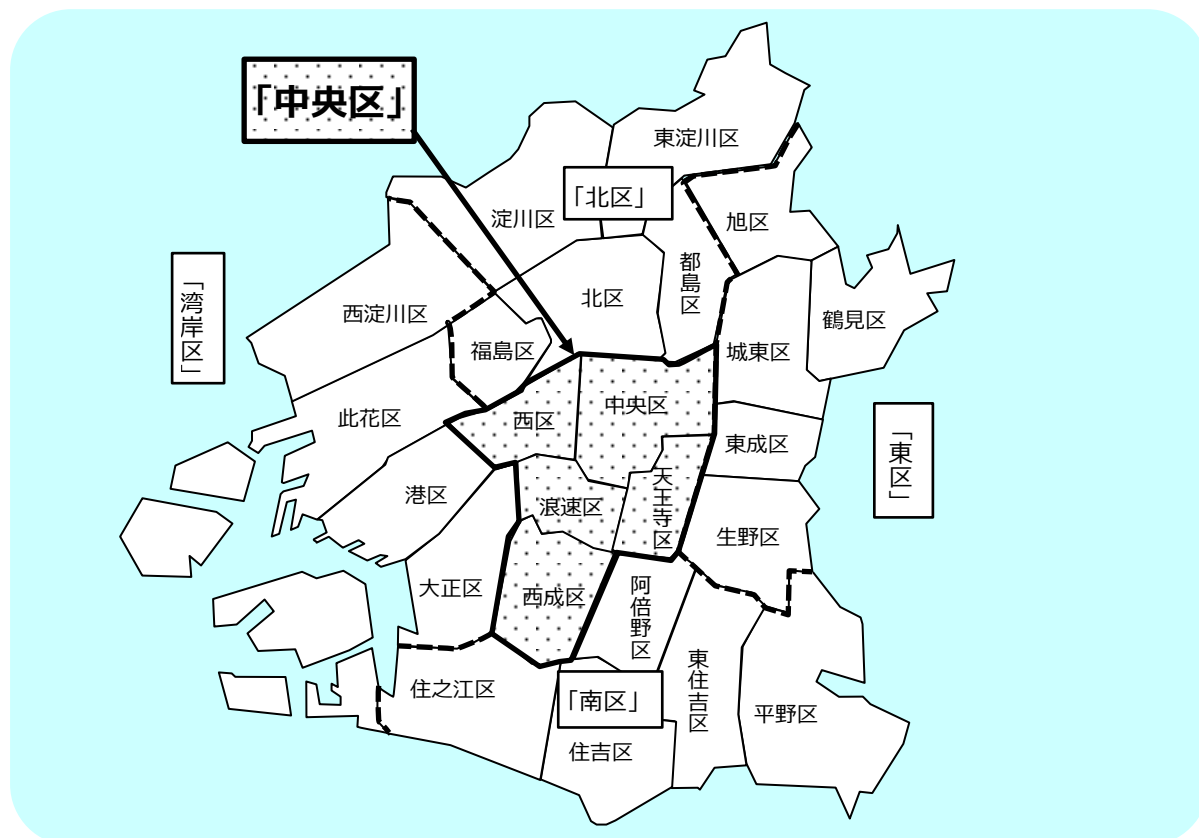 「中央区」
東淀川区
「北区」
淀川区
旭区
都島区
「湾岸区」
北区
西淀川区
鶴見区
福島区
城東区
中央区
此花区
西区
東成区
「東区」
天王寺区
港区
浪速区
生野区
大正区
西成区
阿倍野区
東住吉区
住之江区
「南区」
平野区
住吉区